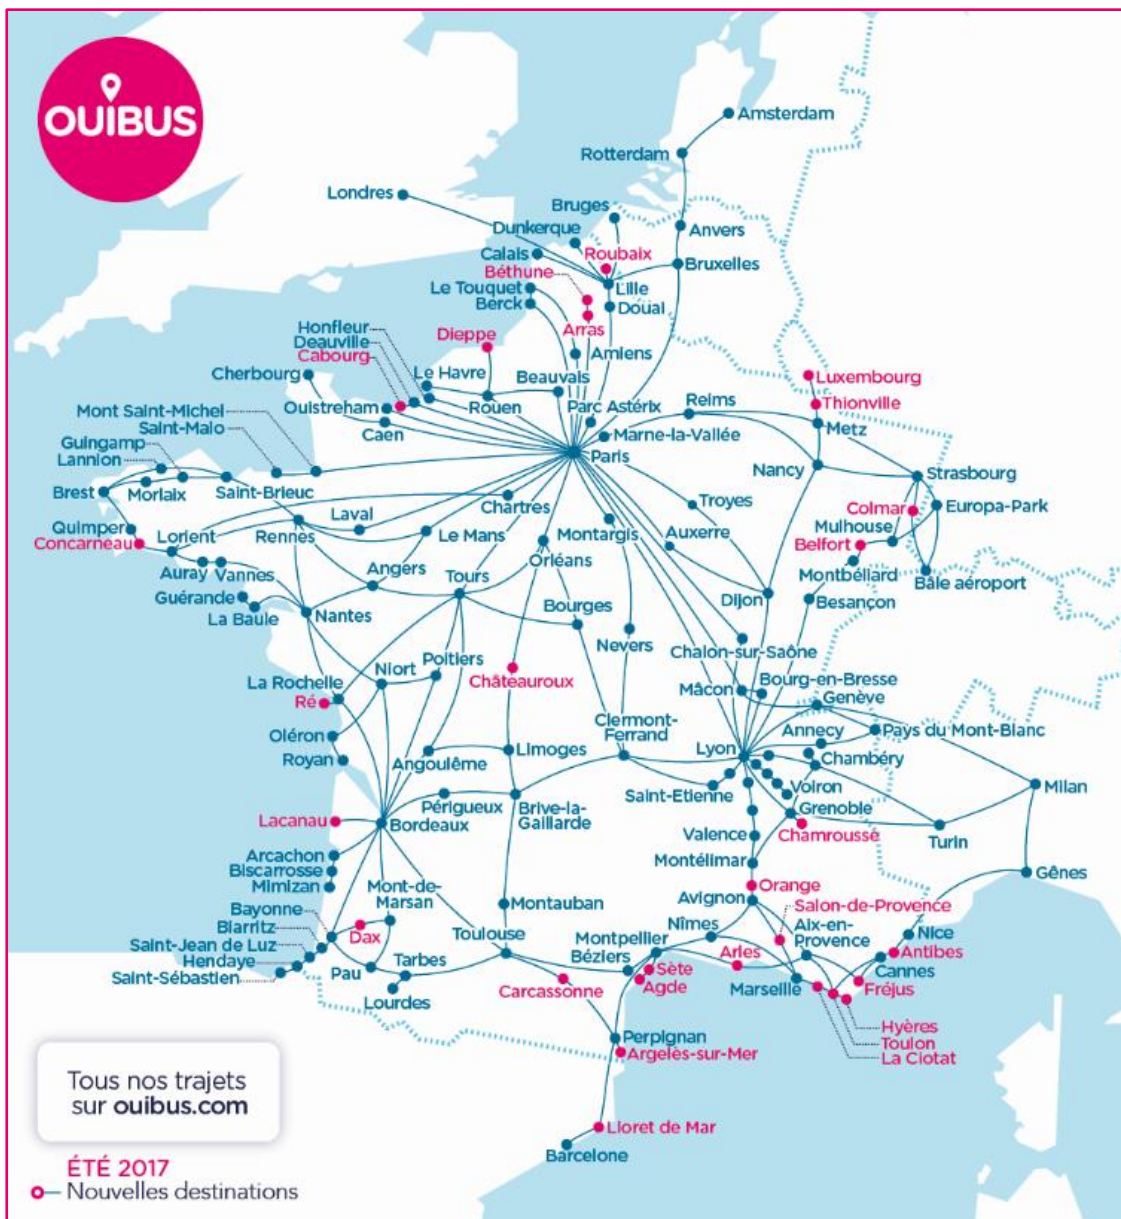 OUIBUS
Amsterdam
Rotterdam
Londres
Bruges
Dunkerque
Anvers
Calais
Roubaix
Bruxelles
Béthune
Le Touquet
Lille
Berck
Douai
Honfleur
Deauville
Cabourg
Dieppe
Arras
Amiens
Cherbourg
Le Havre
Beauvais
Luxembourg
Thionville
Ouistreham
Rouen
Parc Astérix
Reims
Mont Saint-Michel
Caen
Metz
Saint-Malo
Marne-la-Vallée
Guingamp
Paris
Lannion
Nancy
Strasbourg
Brest
Morlaix
Saint-Brieuc
Troyes
Chartres
Colmar
Europa-Park
Quimper
Laval
Montargis
Mulhouse
Lorient
Rennes
Le Mans
Auxerre
Concarneau
Belfort
Orléans
Auray
Vannes
Angers
Tours
Montbéliard
Bâle aéroport
Guérande
Dijon
Besançon
La Baule
Nantes
Bourges
Nevers
Chalon-sur-Saône
Poitiers
Niort
La Rochelle
Châteauroux
Bourg-en-Bresse
Mâcon
Genève
Ré
Clermont-
Ferrand
Annecy
Pays du Mont-Blanc
Oléron
Lyon
Limoges
Royan
Angoulême
Chambéry
Voiron
Milan
Saint-Etienne
Périgueux
Brive-la-
Gaillarde
Grenoble
Lacanau
Bordeaux
Chamrousse
Valence
Turin
Arcachon
Montélimar
Biscarrosse
Gênes
Mimizan
Mont-de-
Marsan
Orange
Avignon
Montauban
Salon-de-Provence
Bayonne
Nîmes
Aix-en-
Provence
Biarritz
Dax
Toulouse
Nice
Montpellier
Saint-Jean de Luz
Béziers
Arles
Antibes
Hendaye
Tarbes
Sète
Cannes
Saint-Sébastien
Pau
Agde
Marseille
Fréjus
Carcassonne
Lourdes
Hyères
Perpignan
Toulon
Argelès-sur-Mer
La Ciotat
Tous nos trajets
sur ouibus.com
Lloret de Mar
Barcelone
ÉTÉ 2017
Nouvelles destinations